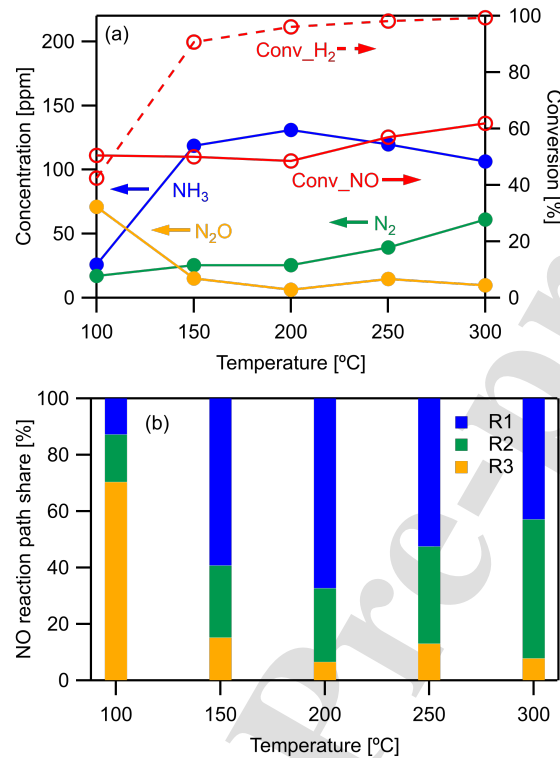 (a)
Concentration [ppm]
200
150
100
50
0
Conv_H2
Conv_NO
NH3
N2O
N2
100
80
60
40
20
0
Conversion [%]
100 150 200 250 300
Temperature [ºC]
(b)
NO reaction path share [%]
100
80
60
40
20
0
R1
R2
R3
100 150 200 250 300
Temperature [ºC]
Pre-p